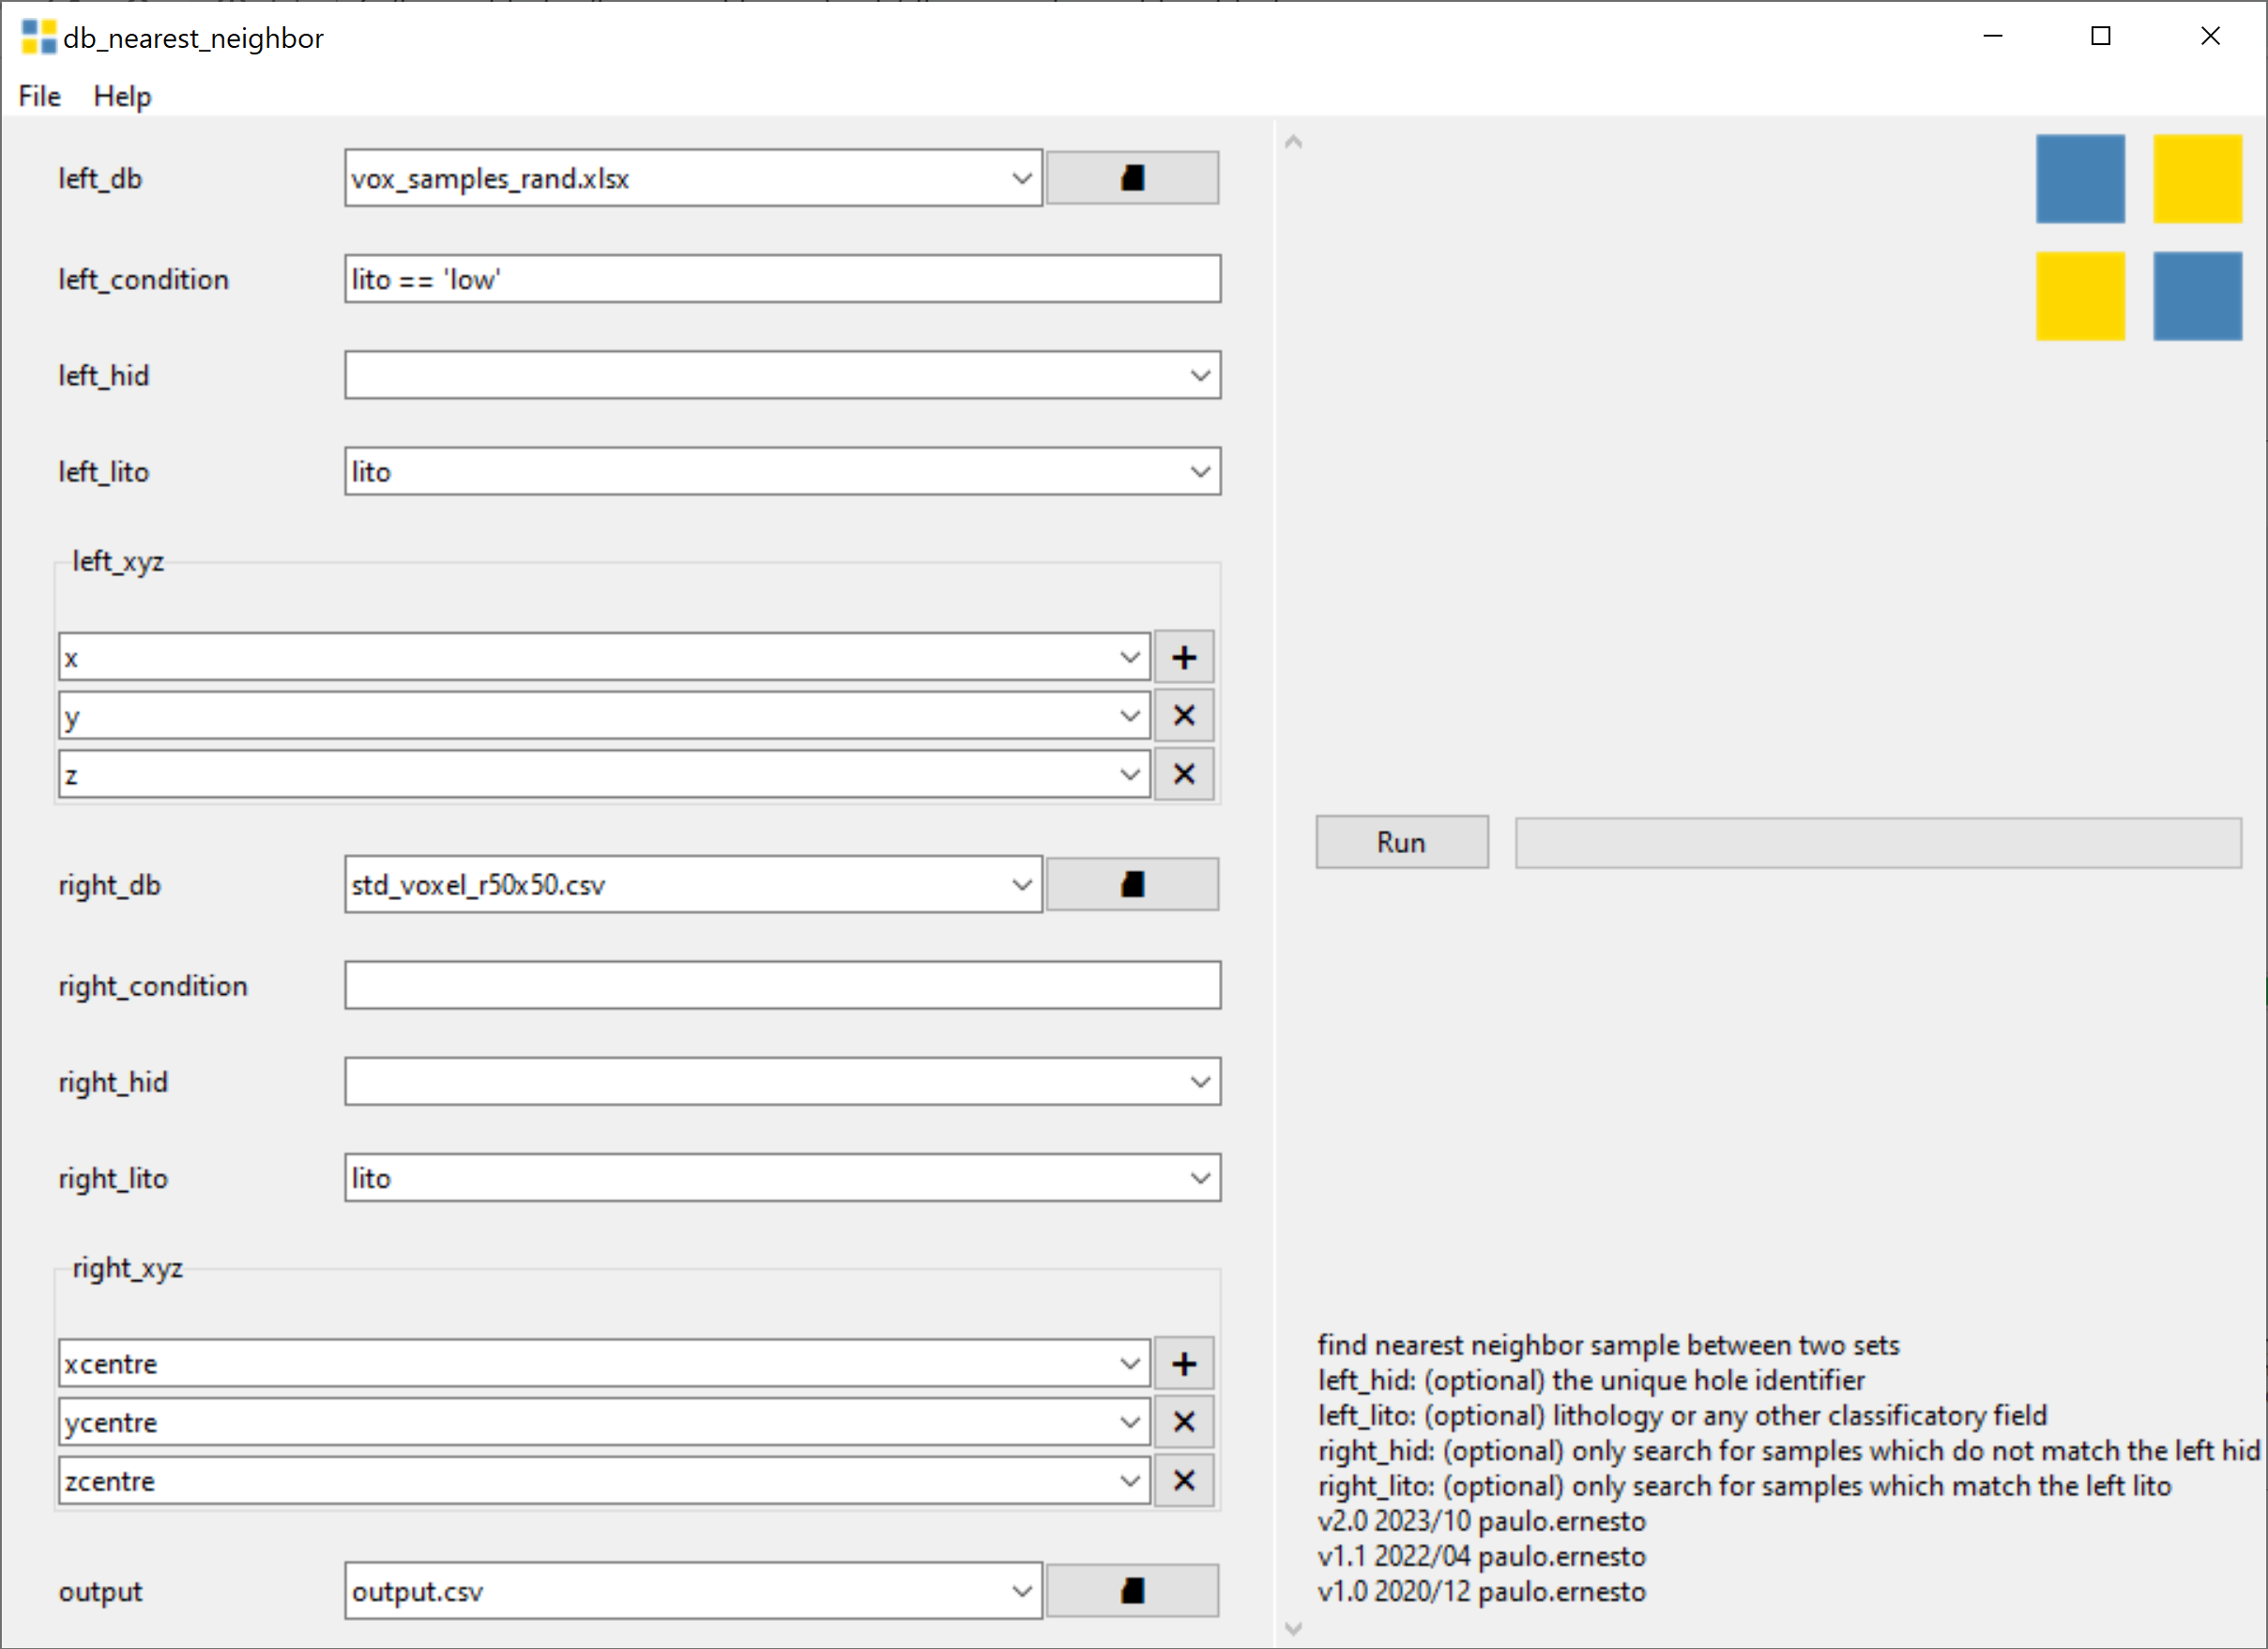 db_nearest_neighbor
File Help
left_db
vox_samples_rand.xlsx
left_condition
lito == 'low'
left_hid
left_lito
lito
left_xyz
x
y
z
right_db
std_voxel_r50x50.csv
right_condition
right_hid
right_lito
lito
right_xyz
xcentre
ycentre
zcentre
output
output.csv
Run
find nearest neighbor sample between two sets
left_hid: (optional) the unique hole identifier
left_lito: (optional) lithology or any other classificatory field
right_hid: (optional) only search for samples which do not match the left hid
right_lito: (optional) only search for samples which match the left lito
v2.0 2023/10 paulo.ernesto
v1.1 2022/04 paulo.ernesto
v1.0 2020/12 paulo.ernesto